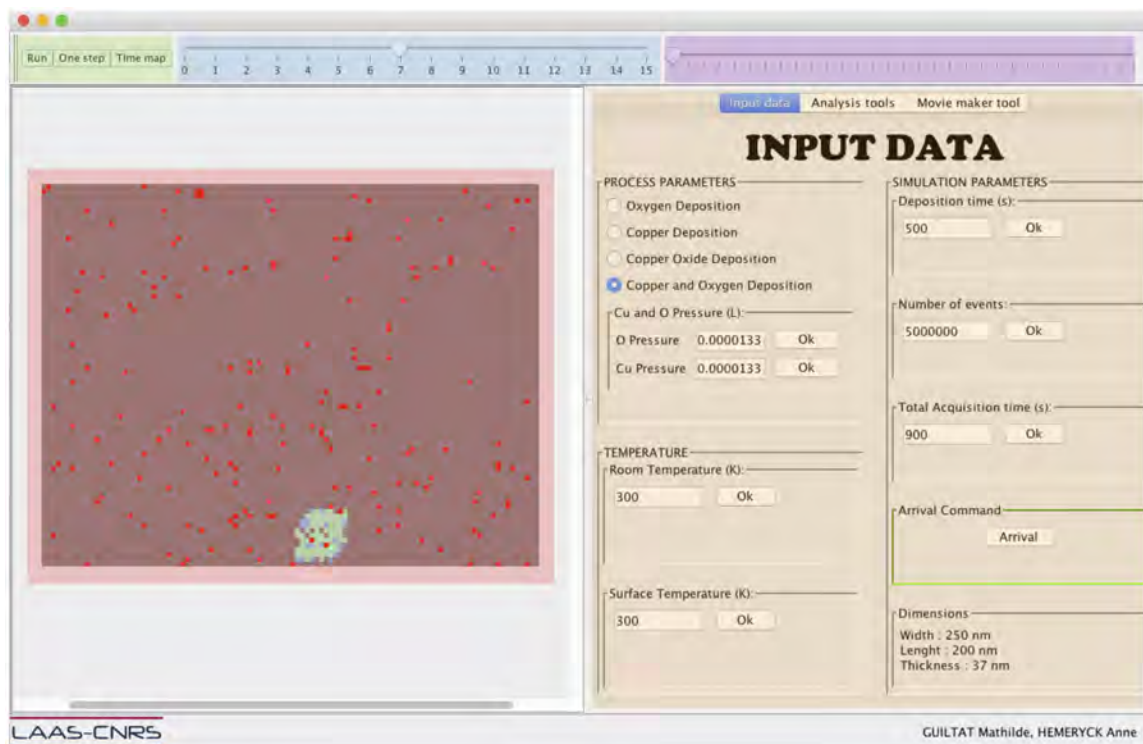 Run One step Time map
0 1 2 3 4 5 6 7 8 9 10 11 12 13 14 15
Input data Analysis tools Movie maker tool
INPUT DATA
PROCESS PARAMETERS
Oxygen Deposition
Copper Deposition
Copper Oxide Deposition
Copper and Oxygen Deposition
Cu and O Pressure (L):
O Pressure 0.0000133 Ok
Cu Pressure 0.0000133 Ok
TEMPERATURE
Room Temperature (K):
300 Ok
Surface Temperature (K):
300 Ok
SIMULATION PARAMETERS
Deposition time (s):
500 Ok
Number of events:
5000000 Ok
Total Acquisition time (s):
900 Ok
Arrival Command
Arrival
Dimensions
Width : 250 nm
Lenght : 200 nm
Thickness : 37 nm
LAAS-CNRS
GUILTAT Mathilde, HEMERYCK Anne